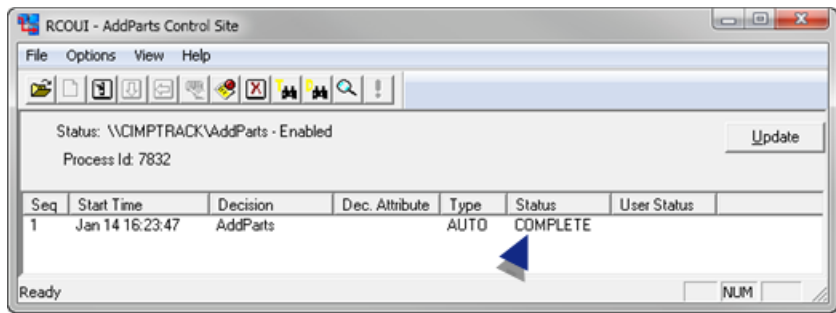 RCOUI - AddParts Control Site
File Options View Help
Status: \\CIMPTRACK\AddParts - Enabled
Update
Process Id: 7832
Seq Start Time Decision Dec. Attribute Type Status User Status
1 Jan 14 16:23:47 AddParts AUTO COMPLETE
Ready NUM